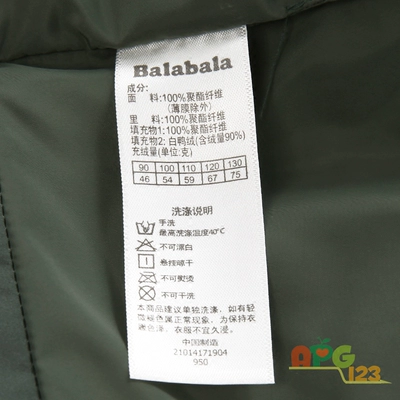 Balabala
成分:
面 料:100%聚酯纤维
(薄膜除外)
里 料:100%聚酯纤维
填充物1: 100%聚酯纤维
填充物2: 白鸭绒(含绒量90%)
充绒量(单位:克)
90 100 110 120 130
46 54 59 67 75
洗涤说明
手洗
最高洗涤温度40℃
不可漂白
悬挂晾干
不可熨烫
不可干洗
本商品建议单独洗涤, 如有轻
微褪色属正常现象, 为保持衣
服色泽, 衣服不宜久浸。
中国制造
21014171904
950
APG
123